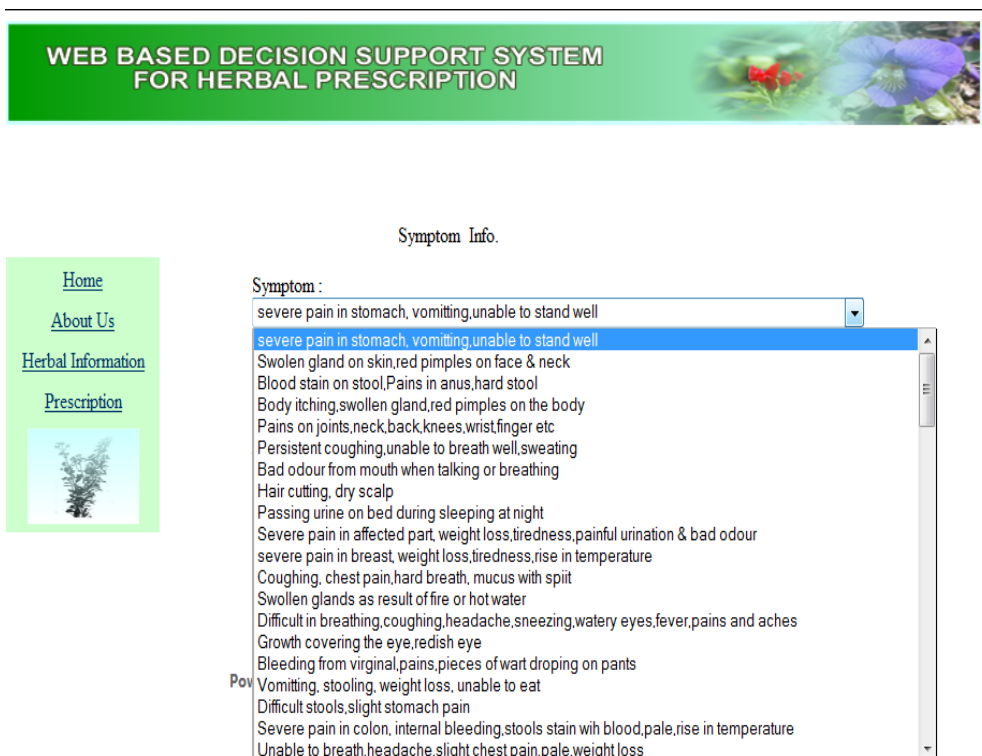 WEB BASED DECISION SUPPORT SYSTEM
FOR HERBAL PRESCRIPTION
Symptom Info.
Home
About Us
Herbal Information
Prescription
Symptom :
severe pain in stomach, vomitting,unable to stand well
severe pain in stomach, vomitting,unable to stand well
Swolen gland on skin,red pimples on face & neck
Blood stain on stool,Pains in anus,hard stool
Body itching,swollen gland,red pimples on the body
Pains on joints,neck,back,knees,wrist,finger etc
Persistent coughing,unable to breath well,sweating
Bad odour from mouth when talking or breathing
Hair cutting, dry scalp
Passing urine on bed during sleeping at night
Severe pain in affected part, weight loss,tiredness,painful urination & bad odour
severe pain in breast, weight loss,tiredness,rise in temperature
Coughing, chest pain,hard breath, mucus with spiit
Swollen glands as result of fire or hot water
Difficult in breathing,coughing,headache,sneezing,watery eyes,fever,pains and aches
Growth covering the eye,redish eye
Bleeding from virginal,pains,pieces of wart droping on pants
Pow
Vomitting, stooling, weight loss, unable to eat
Difficult stools,slight stomach pain
Severe pain in colon, internal bleeding,stools stain wih blood,pale,rise in temperature
Unable to breath,headache,slight chest pain,pale,weight loss